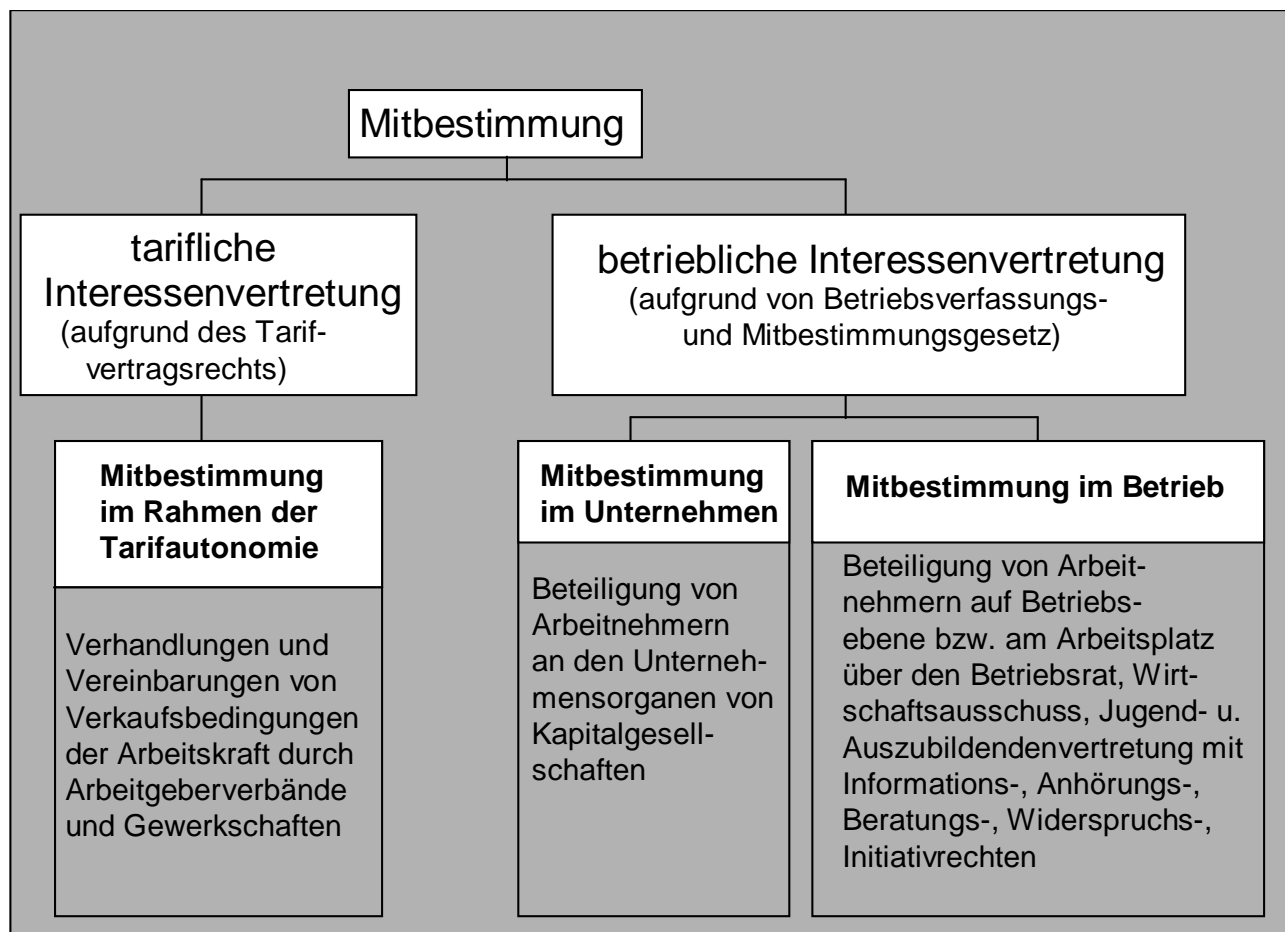 Mitbestimmung
tarifliche
Interessenvertretung
(aufgrund des Tarif-
vertragsrechts)
betriebliche Interessenvertretung
(aufgrund von Betriebsverfassungs-
und Mitbestimmungsgesetz)
Mitbestimmung
im Rahmen der
Tarifautonomie
Verhandlungen und
Vereinbarungen von
Verkaufsbedingungen
der Arbeitskraft durch
Arbeitgeberverbände
und Gewerkschaften
Mitbestimmung
im Unternehmen
Beteiligung von
Arbeitnehmern
an den Unterneh-
mensorganen von
Kapitalgesell-
schaften
Mitbestimmung im Betrieb
Beteiligung von Arbeit-
nehmern auf Betriebs-
ebene bzw. am Arbeitsplatz
über den Betriebsrat, Wirt-
schaftsausschuss, Jugend- u.
Auszubildendenvertretung mit
Informations-, Anhörungs-,
Beratungs-, Widerspruchs-,
Initiativrechten